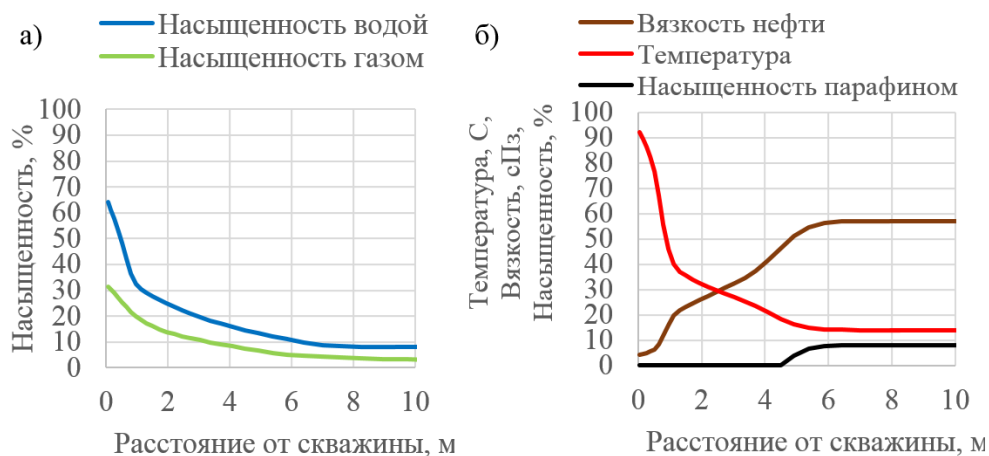 а)
Насыщенность водой
Насыщенность газом
Насыщенность, %
100
90
80
70
60
50
40
30
20
10
0
0 2 4 6 8 10
Расстояние от скважины, м
б)
Вязкость нефти
Температура
Насыщенность парафином
Температура, С,
Вязкость, сПз,
Насыщенность, %
100
90
80
70
60
50
40
30
20
10
0
0 2 4 6 8 10
Расстояние от скважины, м